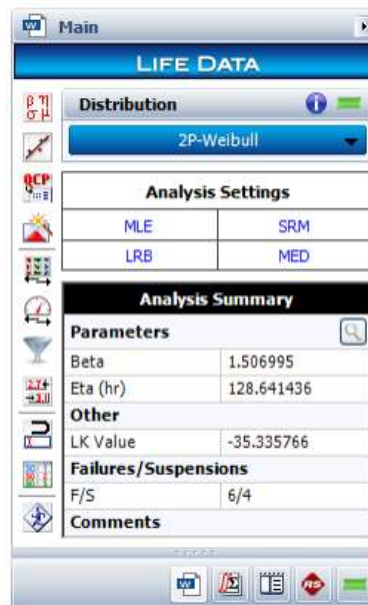 Main
LIFE DATA
β η
σ μ
Distribution
2P-Weibull
QCP
Analysis Settings
MLE SRM
LRB MED
Analysis Summary
Parameters
Beta 1.506995
Eta (hr) 128.641436
Other
LK Value -35.335766
Failures/Suspensions
F/S 6/4
Comments